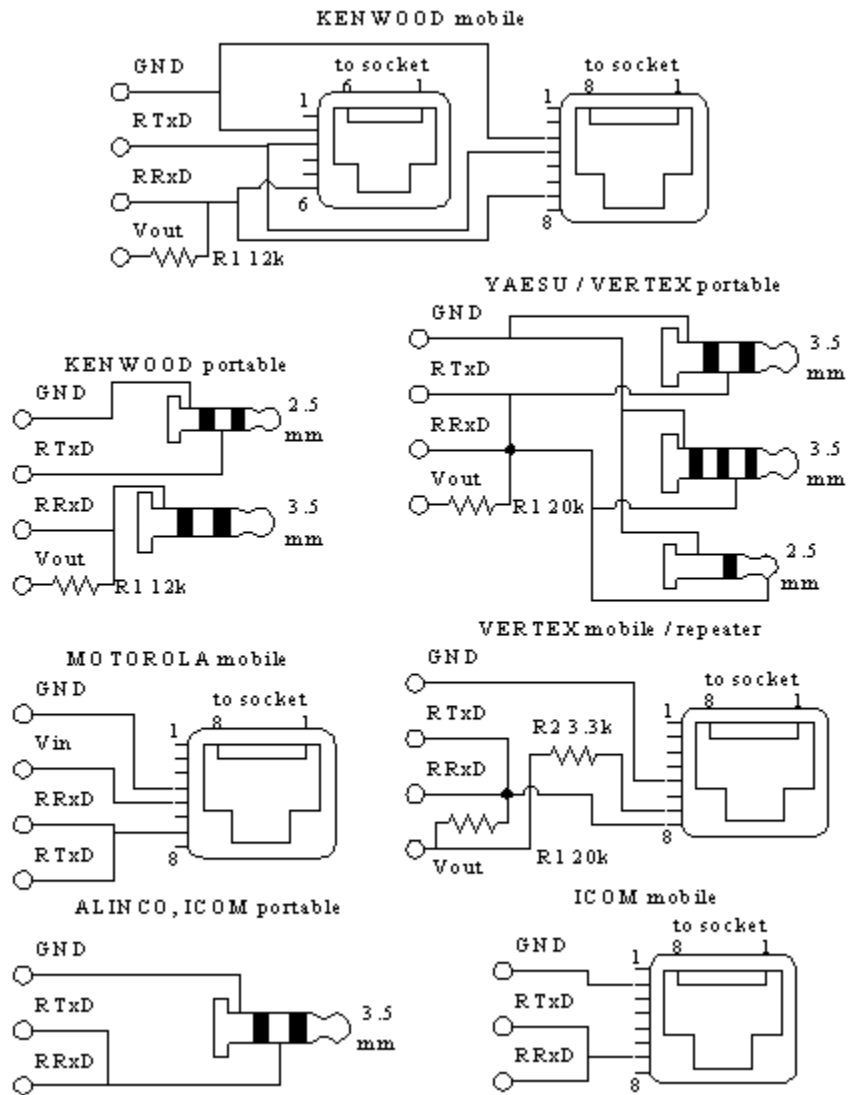 KENWOOD mobile
GND
to socket
6 1
1
6
to socket
8 1
1
8
RTxD
RRxD
Vout
R1 12k
YAESU / VERTEX portable
GND
RTxD
RRxD
Vout
R1 20k
3.5
mm
3.5
mm
2.5
mm
KENWOOD portable
GND
RTxD
RRxD
Vout
R1 12k
2.5
mm
3.5
mm
MOTOROLA mobile
GND
Vin
RRxD
RTxD
to socket
8 1
1
8
VERTEX mobile / repeater
GND
RTxD
RRxD
Vout
R2 3.3k
R1 20k
to socket
8 1
1
8
ALINCO, ICOM portable
GND
RTxD
RRxD
3.5
mm
ICOM mobile
GND
RTxD
RRxD
to socket
8 1
1
8